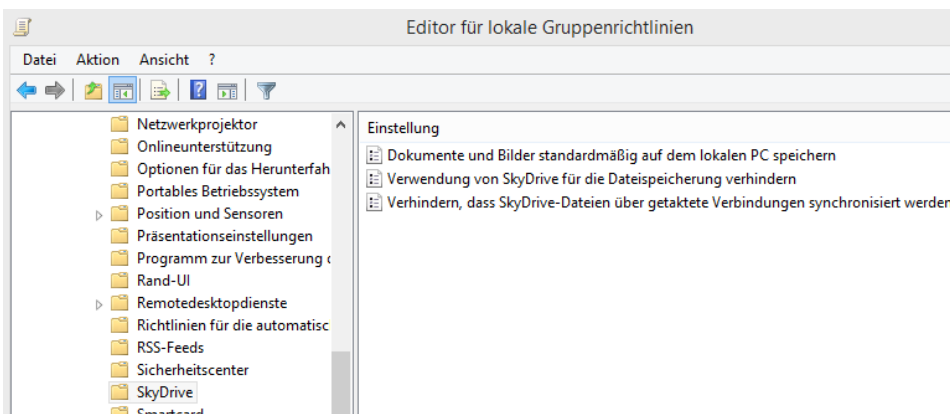 Editor für lokale Gruppenrichtlinien
Datei Aktion Ansicht ?
Netzwerkprojektor
Onlineunterstützung
Optionen für das Herunterfah
Portables Betriebssystem
Position und Sensoren
Präsentationseinstellungen
Programm zur Verbesserung
Rand-UI
Remotedesktopdienste
Richtlinien für die automatisc
RSS-Feeds
Sicherheitscenter
SkyDrive
Smartcard
Einstellung
Dokumente und Bilder standardmäßig auf dem lokalen PC speichern
Verwendung von SkyDrive für die Dateispeicherung verhindern
Verhindern, dass SkyDrive-Dateien über getaktete Verbindungen synchronisiert werden